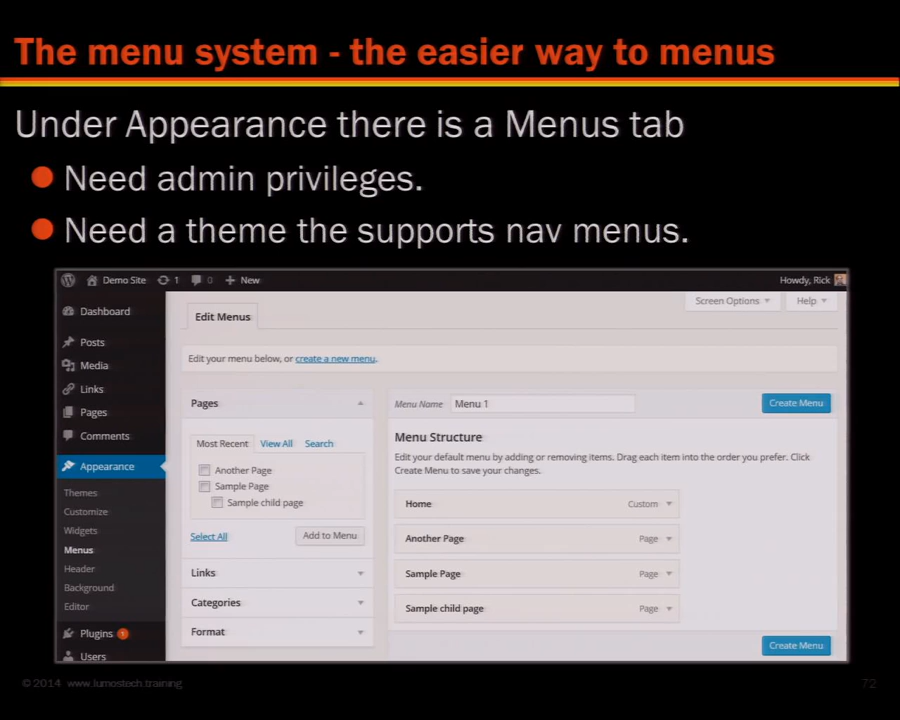 The menu system - the easier way to menus
Under Appearance there is a Menus tab
Need admin privileges.
Need a theme the supports nav menus.
Demo Site 1 0 New Howdy, Rick
Screen Options Help
Dashboard
Posts
Media
Links
Pages
Comments
Appearance
Themes
Customize
Widgets
Menus
Header
Background
Editor
Plugins 1
Users
Edit Menus
Edit your menu below, or create a new menu.
Pages
Most Recent View All Search
Another Page
Sample Page
Sample child page
Select All Add to Menu
Links
Categories
Format
Menu Name Menu 1 Create Menu
Menu Structure
Edit your default menu by adding or removing items. Drag each item into the order you prefer. Click
Create Menu to save your changes.
Home Custom
Another Page Page
Sample Page Page
Sample child page Page
Create Menu
© 2014 www.lumostech.training 72